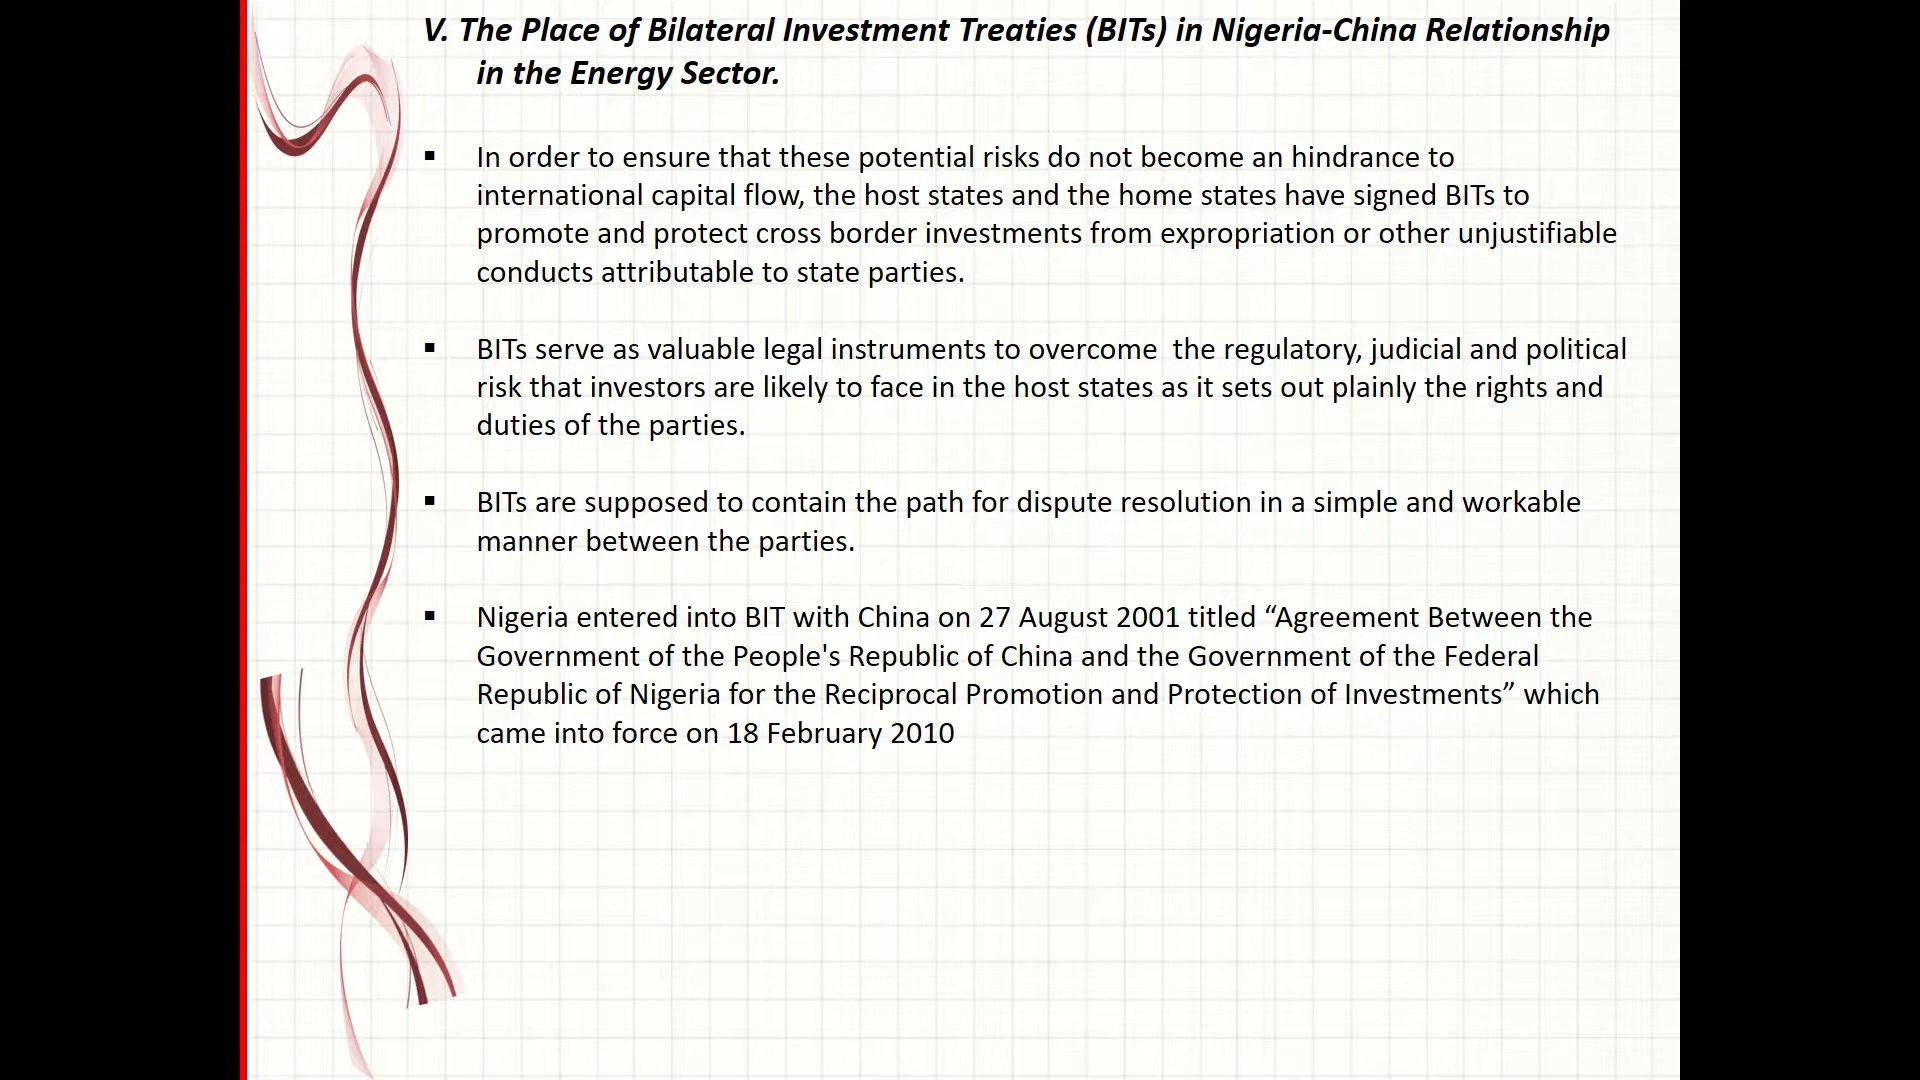 V. The Place of Bilateral Investment Treaties (BITs) in Nigeria-China Relationship
in the Energy Sector.
▪ In order to ensure that these potential risks do not become an hindrance to
international capital flow, the host states and the home states have signed BITs to
promote and protect cross border investments from expropriation or other unjustifiable
conducts attributable to state parties.
▪ BITs serve as valuable legal instruments to overcome  the regulatory, judicial and political
risk that investors are likely to face in the host states as it sets out plainly the rights and
duties of the parties.
▪ BITs are supposed to contain the path for dispute resolution in a simple and workable
manner between the parties.
▪ Nigeria entered into BIT with China on 27 August 2001 titled “Agreement Between the
Government of the People's Republic of China and the Government of the Federal
Republic of Nigeria for the Reciprocal Promotion and Protection of Investments” which
came into force on 18 February 2010